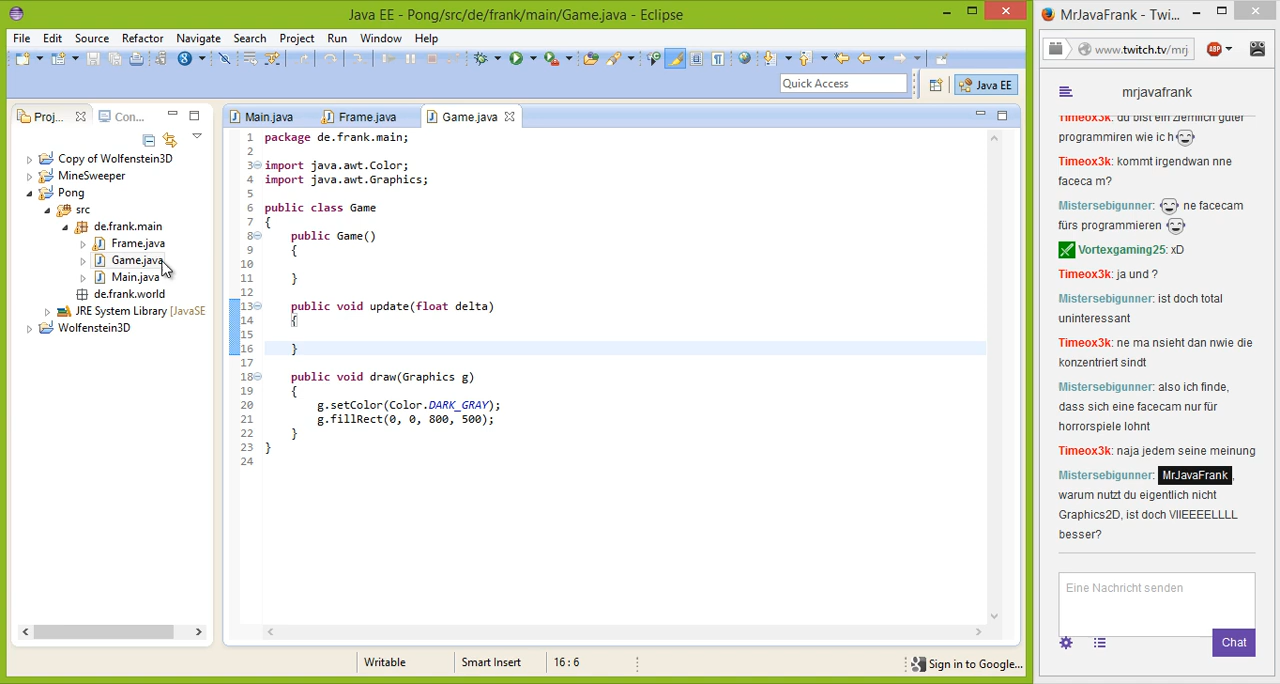 Java EE - Pong/src/de/frank/main/Game.java - Eclipse
File Edit Source Refactor Navigate Search Project Run Window Help
Quick Access
Java EE
Proj...
Con...
Copy of Wolfenstein3D
MineSweeper
Pong
src
de.frank.main
Frame.java
Game.java
Main.java
de.frank.world
JRE System Library [JavaSE
Wolfenstein3D
Main.java
Frame.java
Game.java
1 package de.frank.main;
2
3 import java.awt.Color;
4 import java.awt.Graphics;
5
6 public class Game
7 {
8 public Game()
9 {
10
11 }
12
13 public void update(float delta)
14 {
15
16 }
17
18 public void draw(Graphics g)
19 {
20 g.setColor(Color.DARK_GRAY);
21 g.fillRect(0, 0, 800, 500);
22 }
23 }
24
Writable
Smart Insert
16 : 6
Sign in to Google...
MrJavaFrank - Twi...
www.twitch.tv/mrj
ABP
mrjavafrank
Timeox3k: du bist ein ziemlich guter
programmiren wie ic h
Timeox3k: kommt irgendwan nne
faceca m?
Mistersebigunner: ne facecam
fürs programmieren
Vortexgaming25: xD
Timeox3k: ja und ?
Mistersebigunner: ist doch total
uninteressant
Timeox3k: ne ma nsieht dan nwie die
konzentriert sindt
Mistersebigunner: also ich finde,
dass sich eine facecam nur für
horrorspiele lohnt
Timeox3k: naja jedem seine meinung
Mistersebigunner: MrJavaFrank,
warum nutzt du eigentlich nicht
Graphics2D, ist doch VIIEEEELLLL
besser?
Eine Nachricht senden
Chat